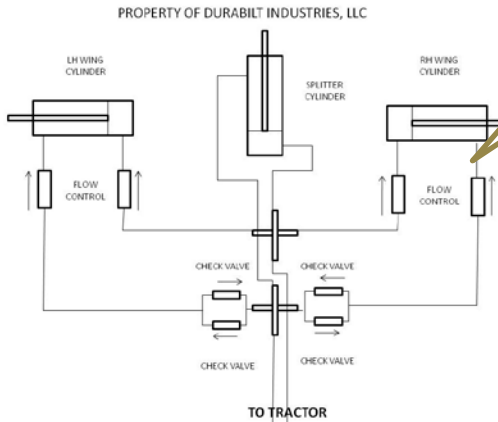 PROPERTY OF DURABILT INDUSTRIES, LLC
LH WING
CYLINDER
SPLITTER
CYLINDER
RH WING
CYLINDER
FLOW
CONTROL
FLOW
CONTROL
CHECK VALVE
CHECK VALVE
CHECK VALVE
CHECK VALVE
TO TRACTOR